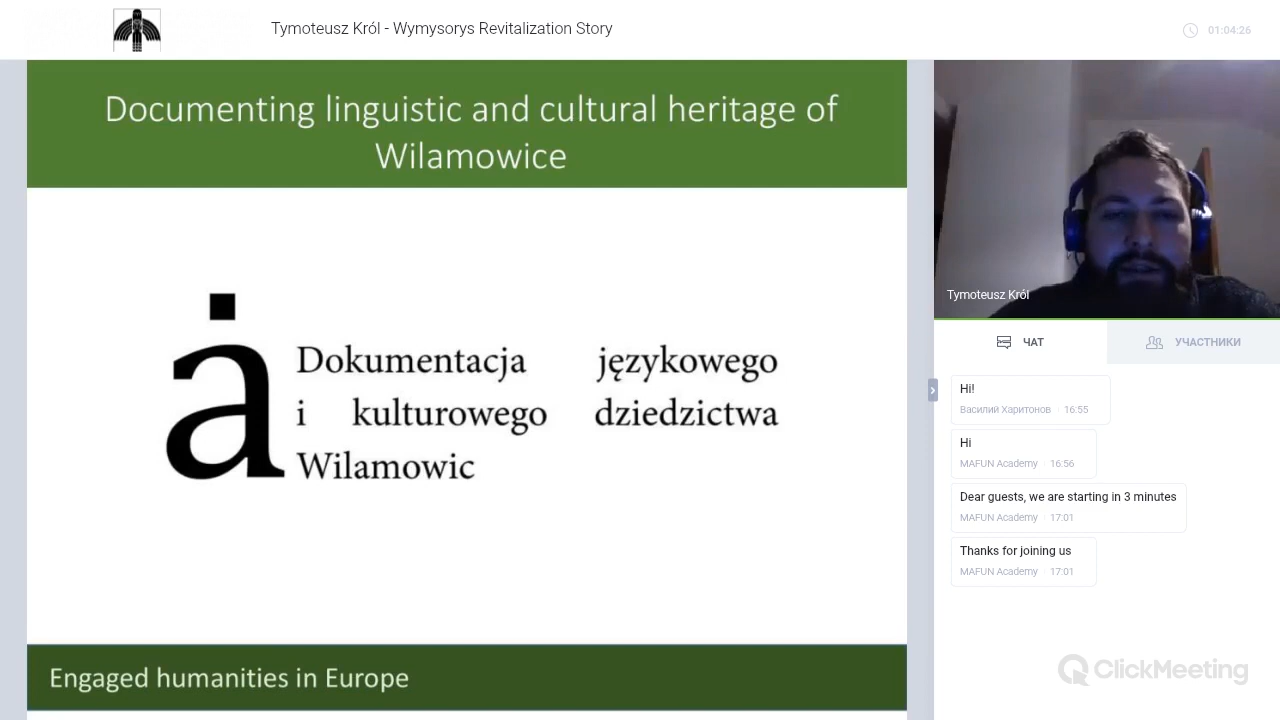 Tymoteusz Król - Wymysorys Revitalization Story
01:04:26
Documenting linguistic and cultural heritage of
Wilamowice
ȧ
Dokumentacja językowego
i kulturowego dziedzictwa
Wilamowic
Engaged humanities in Europe
Tymoteusz Król
ЧАТ
УЧАСТНИКИ
Hi!
Василий Харитонов · 16:55
Hi
MAFUN Academy · 16:56
Dear guests, we are starting in 3 minutes
MAFUN Academy · 17:01
Thanks for joining us
MAFUN Academy · 17:01
ClickMeeting